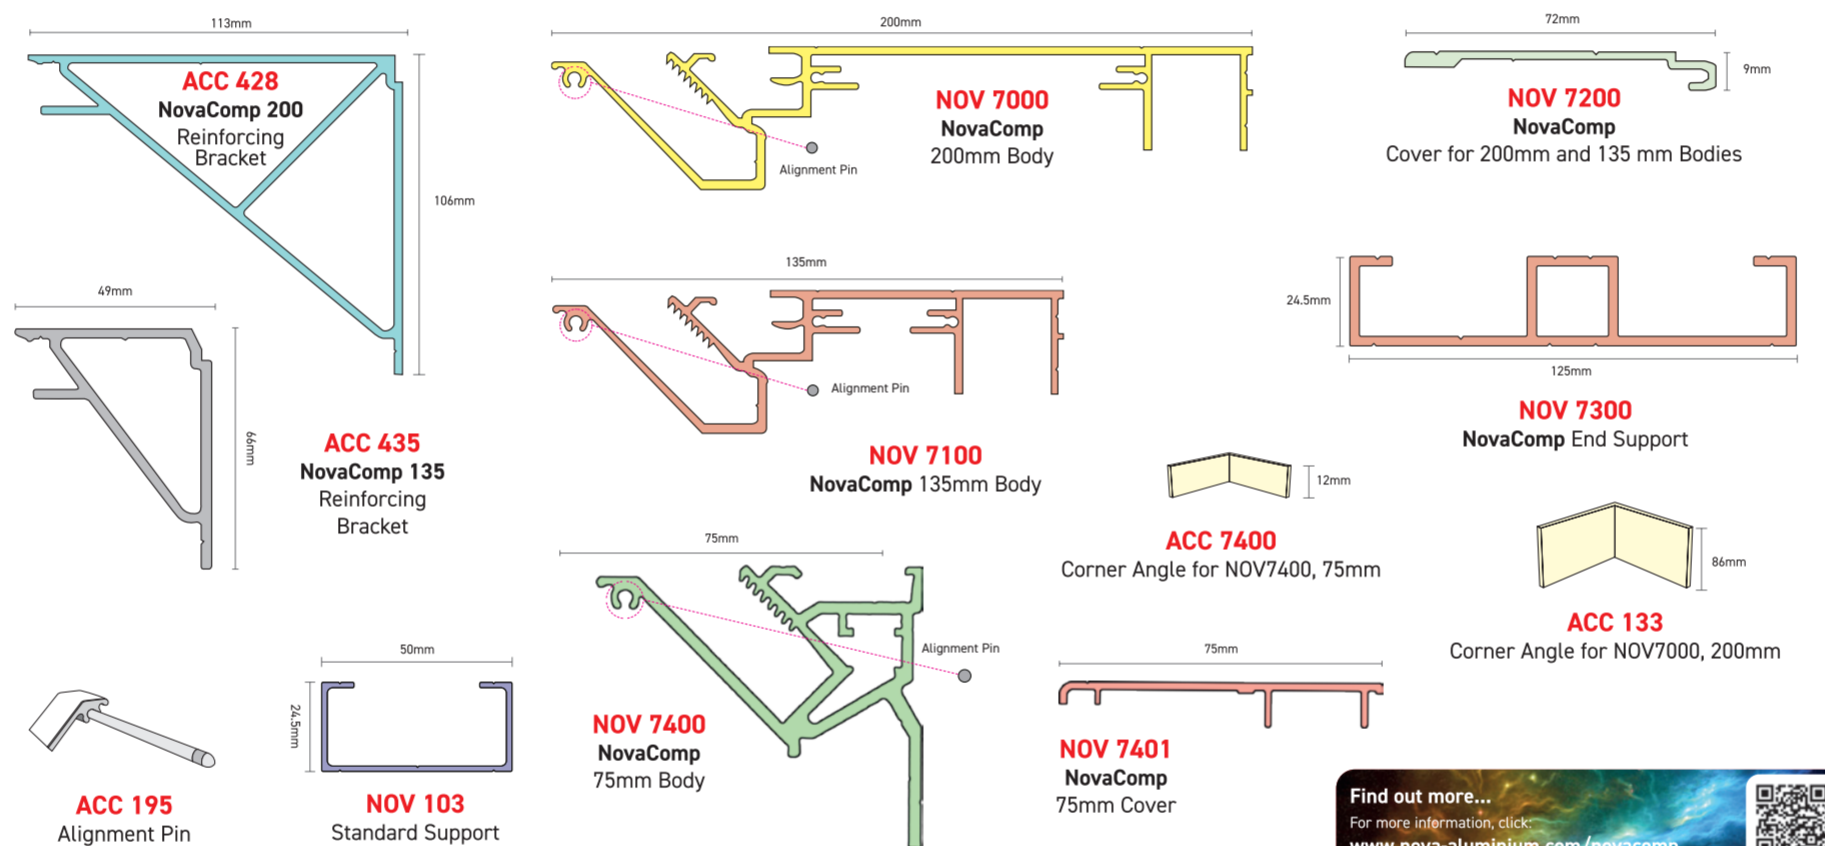 113mm
ACC 428
NovaComp 200
Reinforcing
Bracket
106mm
200mm
Alignment Pin
NOV 7000
NovaComp
200mm Body
72mm
9mm
NOV 7200
NovaComp
Cover for 200mm and 135 mm Bodies
49mm
66mm
ACC 435
NovaComp 135
Reinforcing
Bracket
135mm
Alignment Pin
NOV 7100
NovaComp 135mm Body
24.5mm
125mm
NOV 7300
NovaComp End Support
12mm
ACC 7400
Corner Angle for NOV7400, 75mm
86mm
ACC 133
Corner Angle for NOV7000, 200mm
ACC 195
Alignment Pin
50mm
24.5mm
NOV 103
Standard Support
75mm
Alignment Pin
NOV 7400
NovaComp
75mm Body
75mm
NOV 7401
NovaComp
75mm Cover
Find out more...
For more information, click:
www.nova-aluminium.com/novacomp